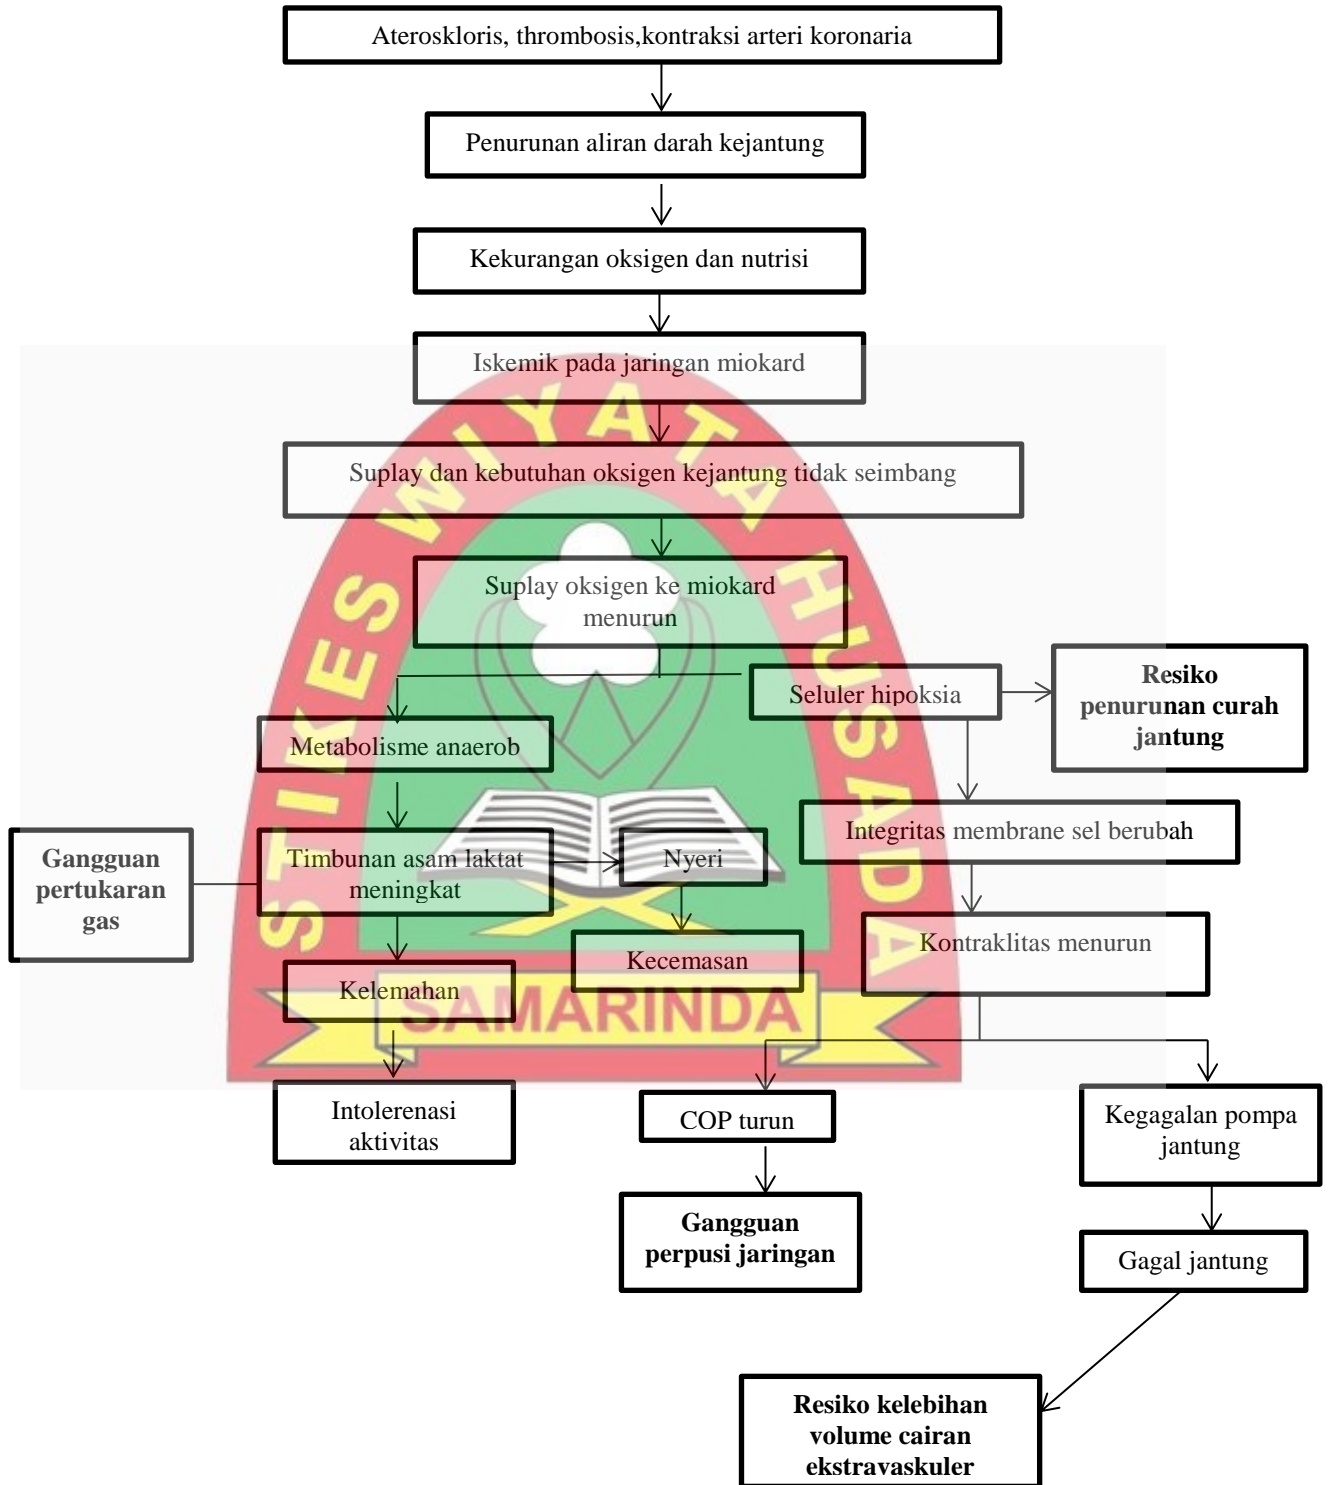 Ateroskloris, thrombosis,kontraksi arteri koronaria
Penurunan aliran darah kejantung
Kekurangan oksigen dan nutrisi
Iskemik pada jaringan miokard
Suplay dan kebutuhan oksigen kejantung tidak seimbang
Suplay oksigen ke miokard
menurun
Seluler hipoksia
Resiko
penurunan curah
jantung
Metabolisme anaerob
Integritas membrane sel berubah
Gangguan
pertukaran
gas
Timbunan asam laktat
meningkat
Nyeri
Kontraklitas menurun
Kecemasan
Kelemahan
Intolerenasi
aktivitas
COP turun
Kegagalan pompa
jantung
Gangguan
perpusi jaringan
Gagal jantung
Resiko kelebihan
volume cairan
ekstravaskuler
STIKES WIYATA HUSADA
SAMARINDA